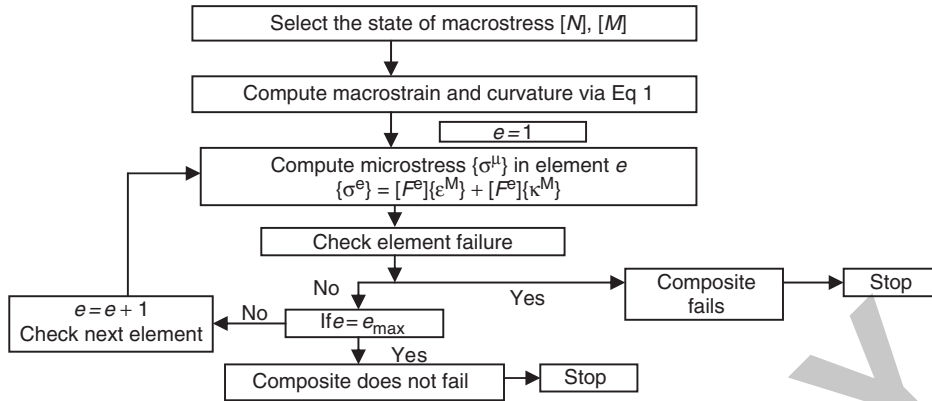 Select the state of macrostress [N], [M]
Compute macrostrain and curvature via Eq 1
e = 1
Compute microstress {σ^μ} in element e
{σ^e} = [F^e]{ε^M} + [F^e]{κ^M}
Check element failure
No
Yes
Composite
fails
Stop
e = e + 1
Check next element
No
If e = e_max
Yes
Composite does not fail
Stop